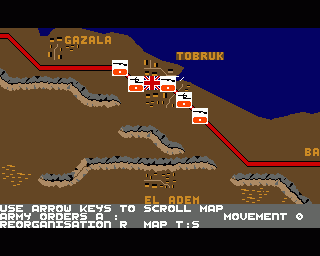 GAZALA
TOBRUK
BA
EL ADEM
USE ARROW KEYS TO SCROLL MAP
ARMY ORDERS A : MOVEMENT 0
REORGANISATION R MAP T:S